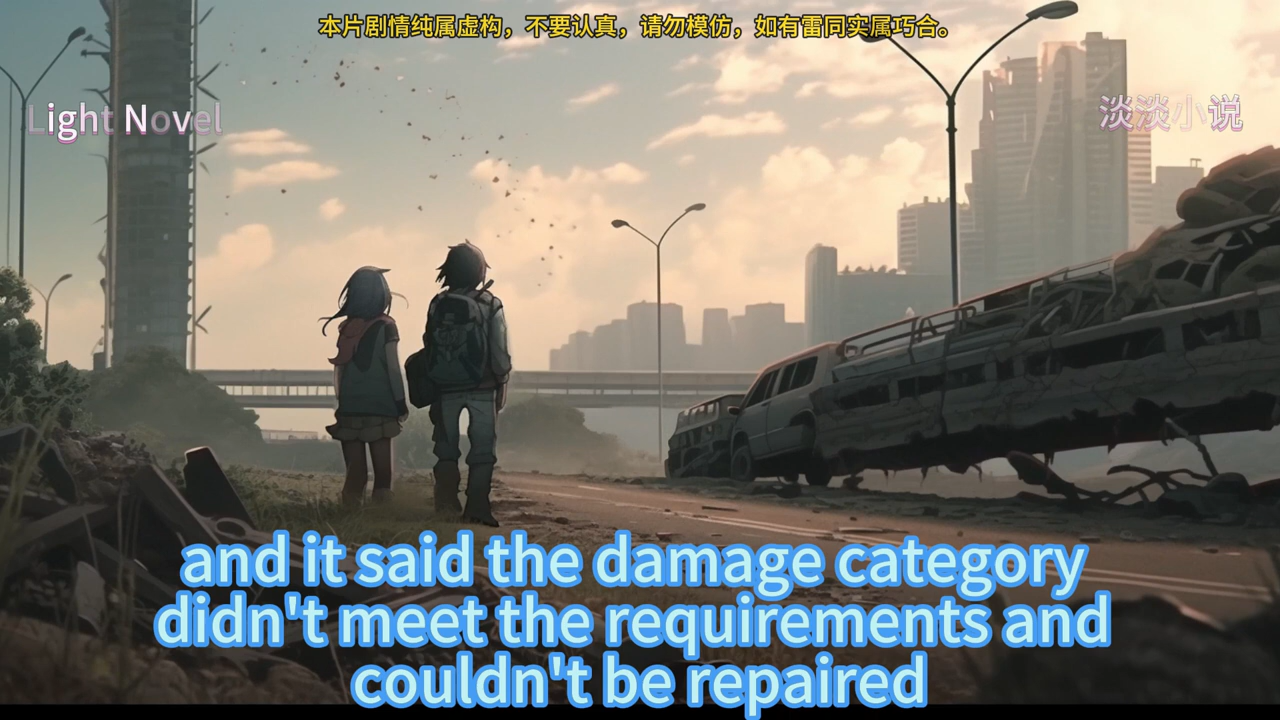 本片剧情纯属虚构，不要认真，请勿模仿，如有雷同实属巧合。
Light Novel
淡淡小说
and it said the damage category
didn't meet the requirements and
couldn't be repaired